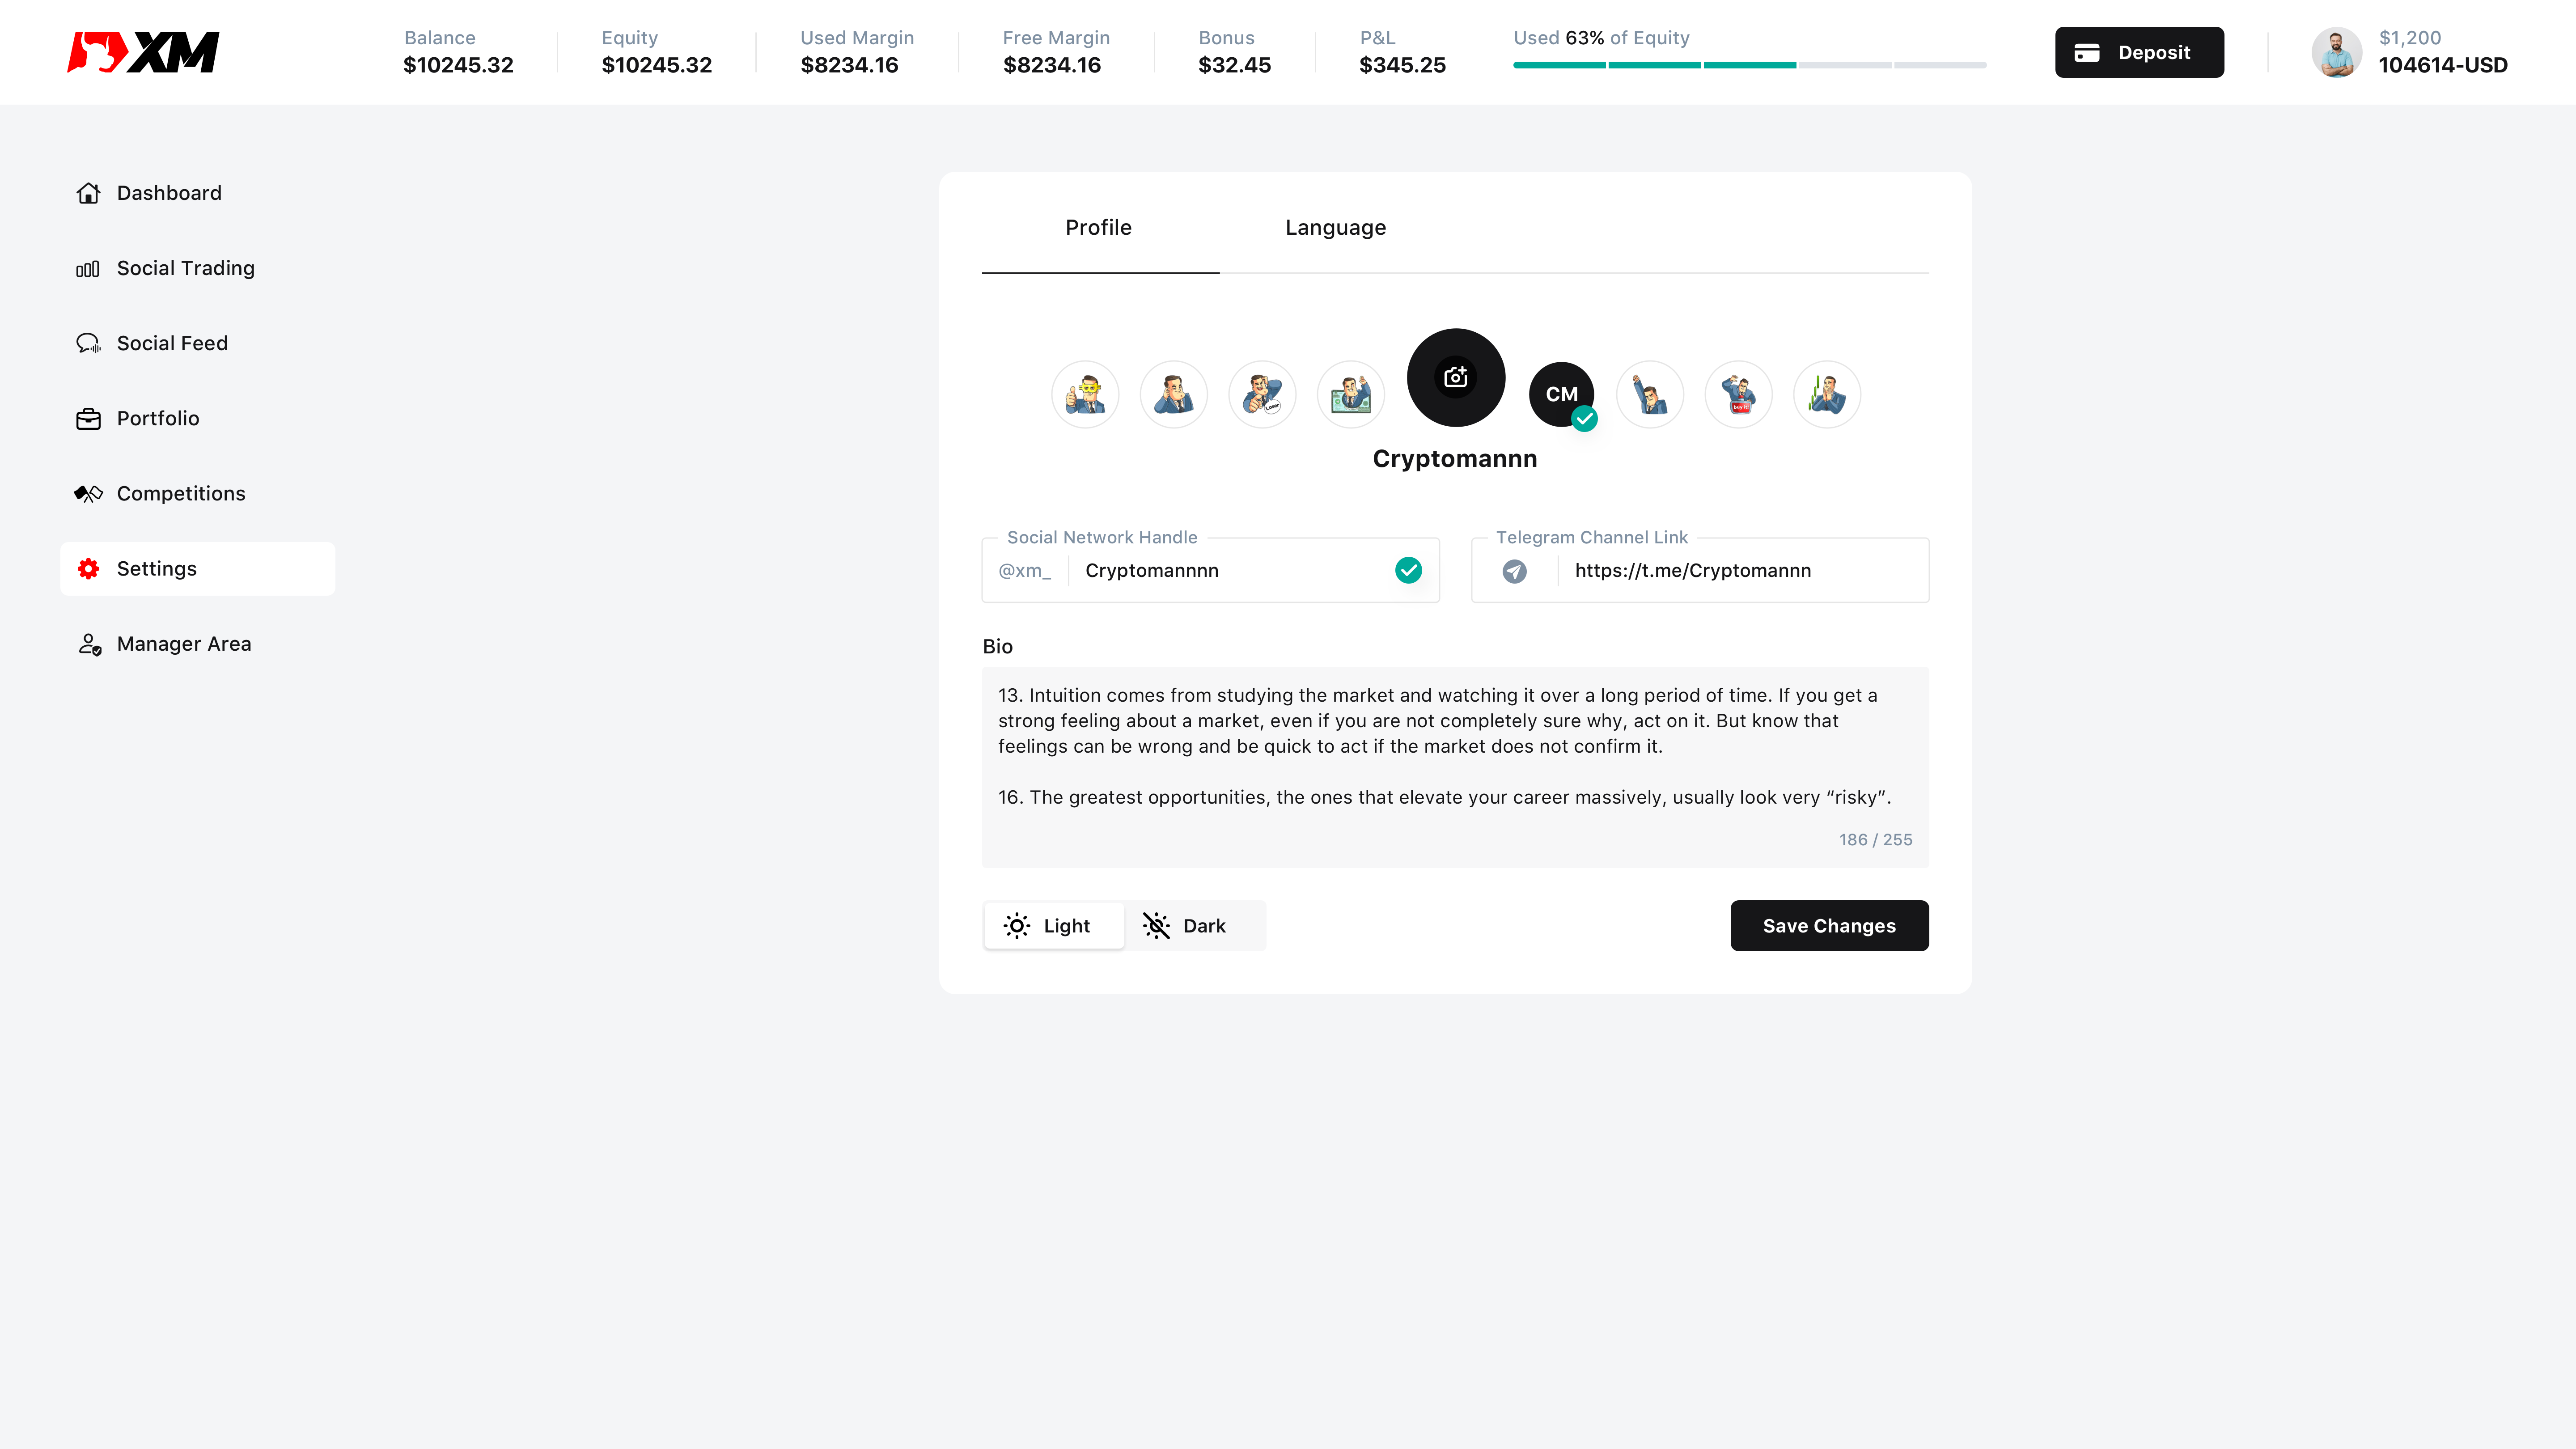 XM
Balance
$10245.32
Equity
$10245.32
Used Margin
$8234.16
Free Margin
$8234.16
Bonus
$32.45
P&L
$345.25
Used 63% of Equity
Deposit
$1,200
104614-USD
Dashboard
Social Trading
Social Feed
Portfolio
Competitions
Settings
Manager Area
Profile
Language
CM
Cryptomannn
Social Network Handle
@xm_
Cryptomannnn
Telegram Channel Link
https://t.me/Cryptomannn
Bio
13. Intuition comes from studying the market and watching it over a long period of time. If you get a
strong feeling about a market, even if you are not completely sure why, act on it. But know that
feelings can be wrong and be quick to act if the market does not confirm it.
16. The greatest opportunities, the ones that elevate your career massively, usually look very “risky”.
186 / 255
Light
Dark
Save Changes